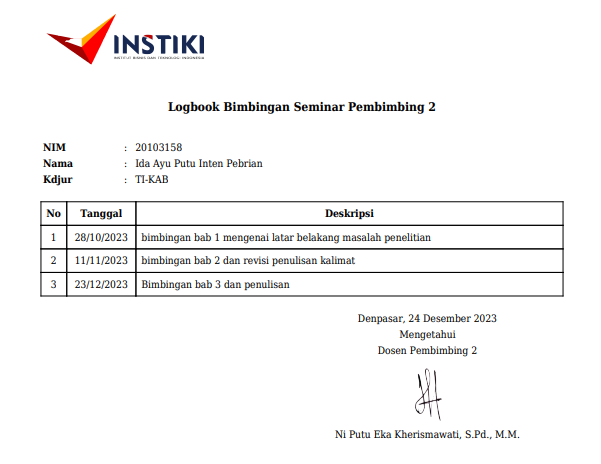 INSTIKI
INSTITUT BISNIS DAN TEKNOLOGI INDONESIA
Logbook Bimbingan Seminar Pembimbing 2
NIM : 20103158
Nama : Ida Ayu Putu Inten Pebrian
Kdjur : TI-KAB
No Tanggal Deskripsi
1 28/10/2023 bimbingan bab 1 mengenai latar belakang masalah penelitian
2 11/11/2023 bimbingan bab 2 dan revisi penulisan kalimat
3 23/12/2023 Bimbingan bab 3 dan penulisan
Denpasar, 24 Desember 2023
Mengetahui
Dosen Pembimbing 2
Ni Putu Eka Kherismawati, S.Pd., M.M.